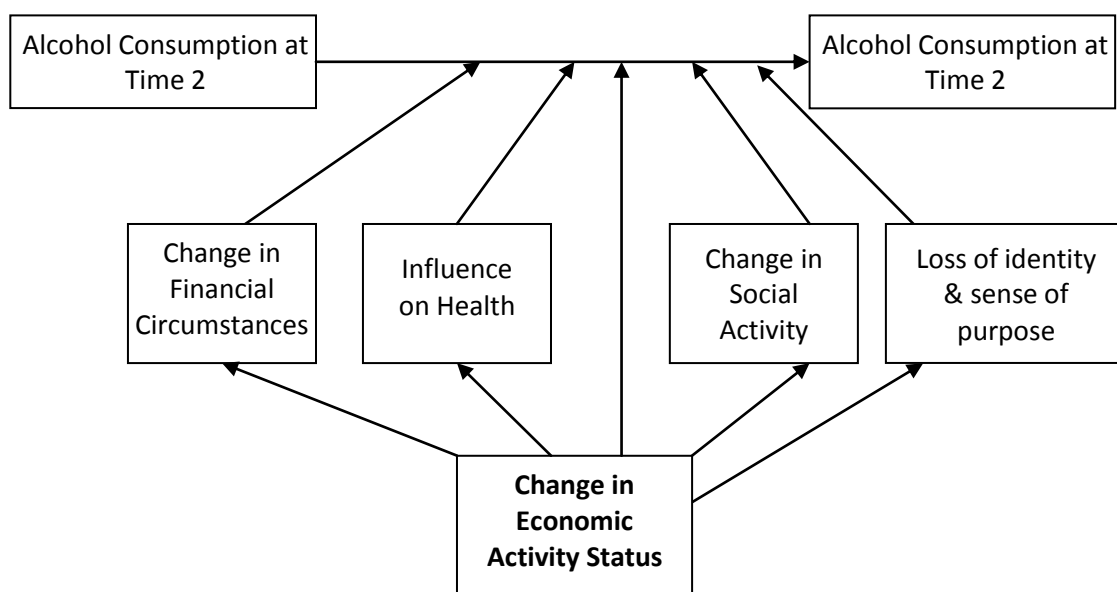 Alcohol Consumption at
Time 2
Alcohol Consumption at
Time 2
Change in
Financial
Circumstances
Influence
on Health
Change in
Social
Activity
Loss of identity
& sense of
purpose
Change in
Economic
Activity Status